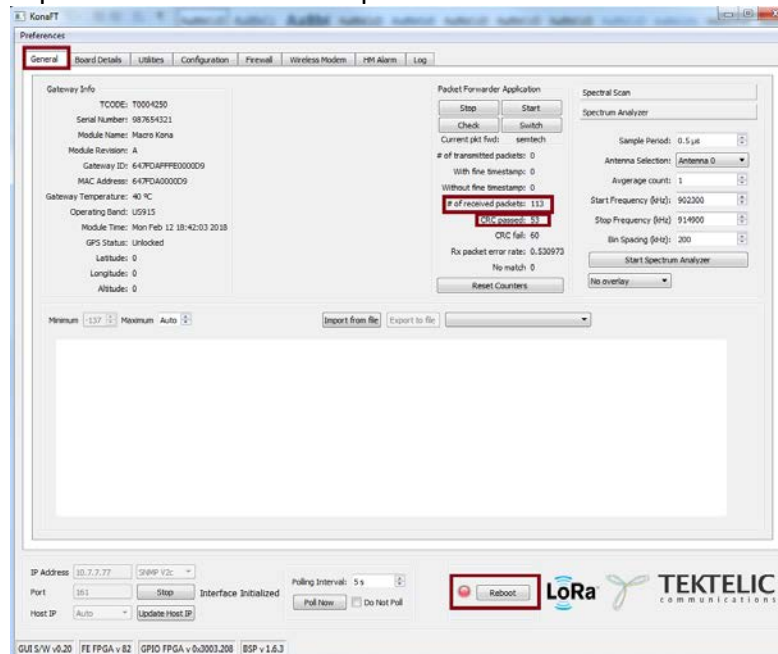 KonaFT
Preferences
General Board Details Utilities Configuration Firewall Wireless Modem HM Alarm Log
Gateway Info
TCODE: T0004250
Serial Number: 987654321
Module Name: Macro Kona
Module Revision: A
Gateway ID: 647FDAFFFE0000D9
MAC Address: 647FDA0000D9
Gateway Temperature: 40 ºC
Operating Band: US915
Module Time: Mon Feb 12 18:42:03 2018
GPS Status: Unlocked
Latitude: 0
Longitude: 0
Altitude: 0
Packet Forwarder Application
Stop Start
Check Switch
Current pkt fwd: semtech
# of transmitted packets: 0
With fine timestamp: 0
Without fine timestamp: 0
# of received packets: 113
CRC passed: 53
CRC fail: 60
Rx packet error rate: 0.530973
No match 0
Reset Counters
Spectral Scan
Spectrum Analyzer
Sample Period: 0.5 µs
Antenna Selection: Antenna 0
Avgerage count: 1
Start Frequency (kHz): 902300
Stop Frequency (kHz) 914900
Bin Spacing (kHz): 200
Start Spectrum Analyzer
No overlay
Minimum -137 Maximum Auto Import from file Export to file
IP Address 10.7.7.77 SNMP V2c
Port 161 Stop Interface Initialized
Host IP Auto Update Host IP
Polling Interval: 5 s
Poll Now Do Not Poll
Reboot
LoRa
TEKTELIC
communications
GUI S/W v0.20 FE FPGA v 82 GPIO FPGA v 0x3003.208 BSP v 1.6.3